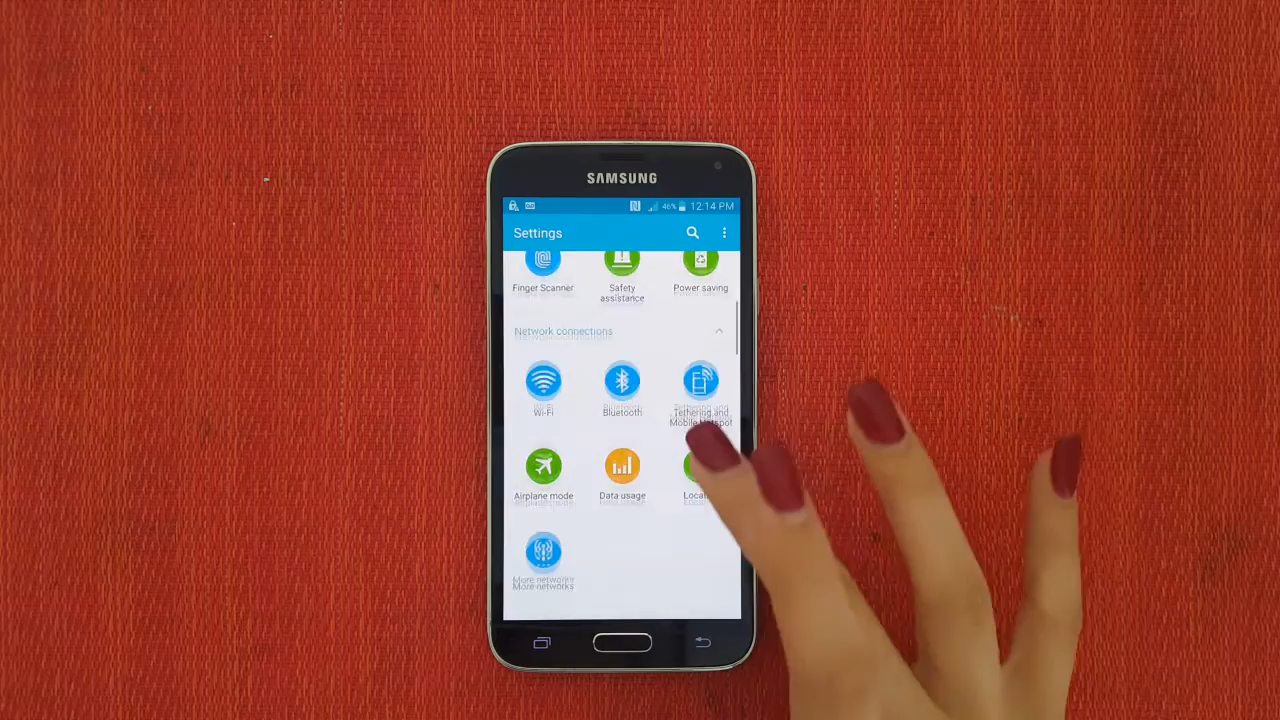 SAMSUNG
46% 12:14 PM
Settings
Finger Scanner
Safety
assistance
Power saving
Network connections
Wi-Fi
Bluetooth
Tethering and
Mobile Hotspot
Airplane mode
Data usage
More networks